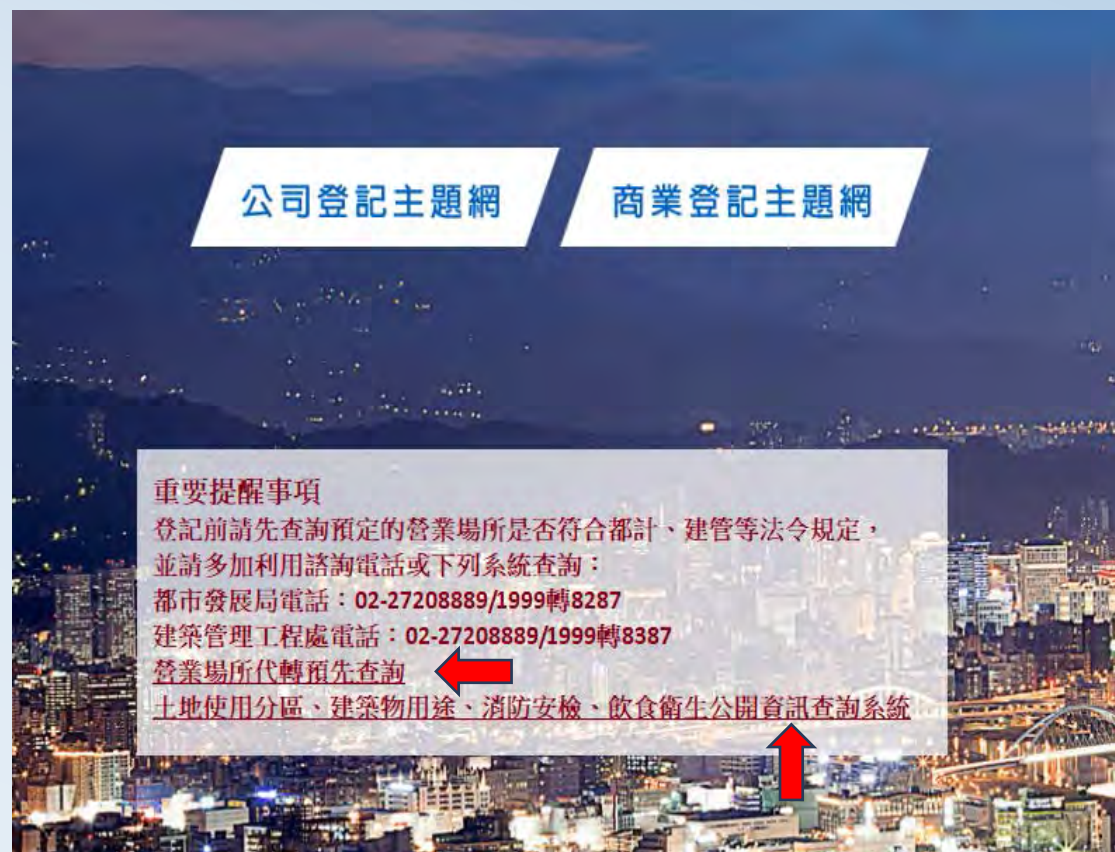 公司登記主題網
商業登記主題網
重要提醒事項
登記前請先查詢預定的營業場所是否符合都計、建管等法令規定，
並請多加利用諮詢電話或下列系統查詢：
都市發展局電話：02-27208889/1999轉8287
建築管理工程處電話：02-27208889/1999轉8387
營業場所代轉預先查詢
土地使用分區、建築物用途、消防安檢、飲食衛生公開資訊查詢系統